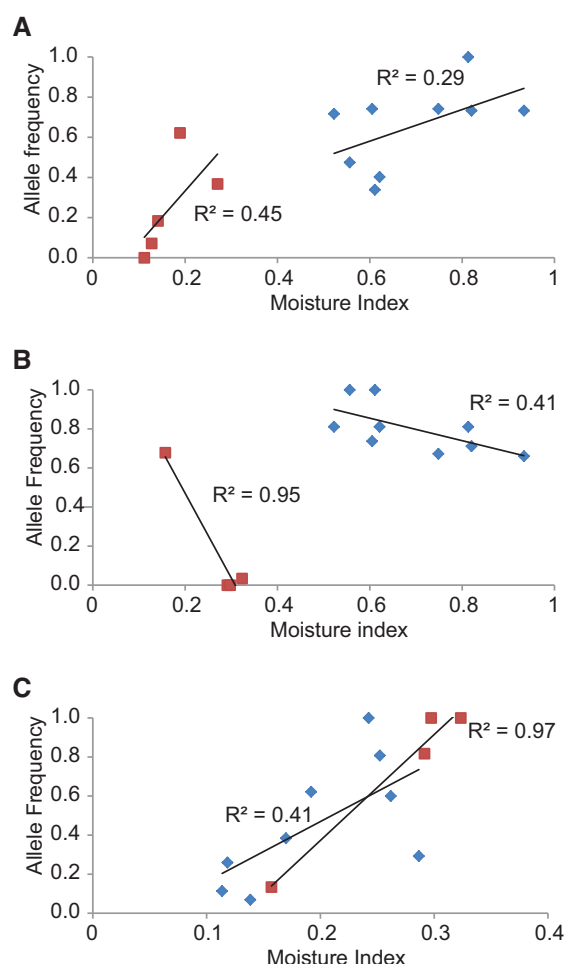 A
Allele frequency
1.0
0.8
0.6
0.4
0.2
0.0
R² = 0.29
R² = 0.45
0 0.2 0.4 0.6 0.8 1
Moisture Index
B
Allele Frequency
1.0
0.8
0.6
0.4
0.2
0.0
R² = 0.41
R² = 0.95
0 0.2 0.4 0.6 0.8 1
Moisture index
C
Allele Frequency
1.0
0.8
0.6
0.4
0.2
0.0
R² = 0.97
R² = 0.41
0 0.1 0.2 0.3 0.4
Moisture Index